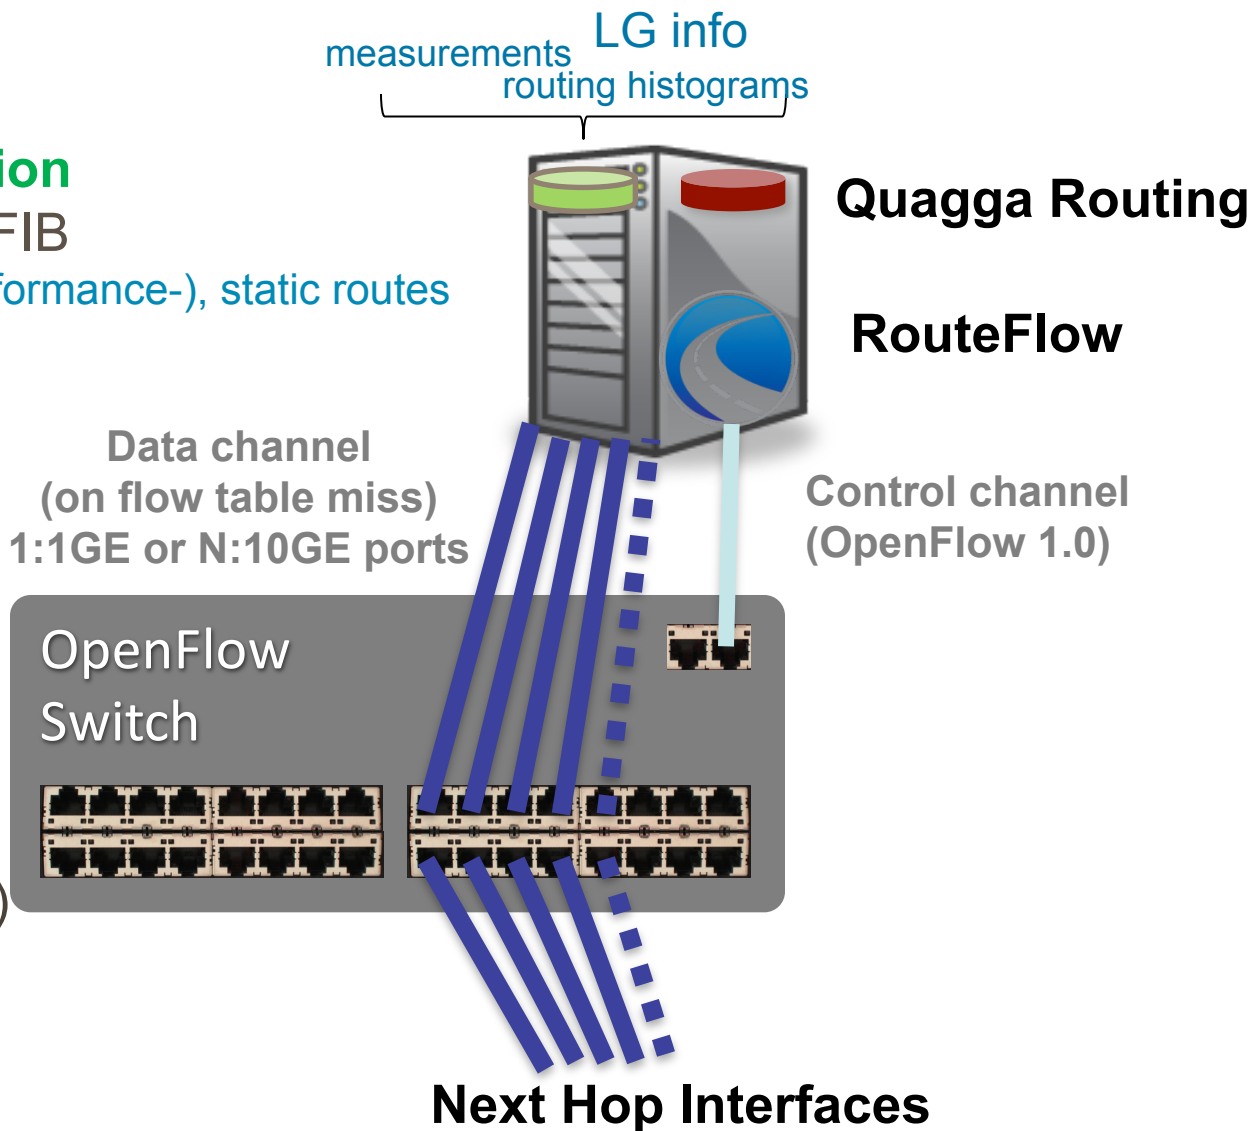 LG info
measurements
routing histograms
ion
FIB
formance-), static routes
Quagga Routing
RouteFlow
Data channel
(on flow table miss)
1:1GE or N:10GE ports
Control channel
(OpenFlow 1.0)
OpenFlow
Switch
)
Next Hop Interfaces